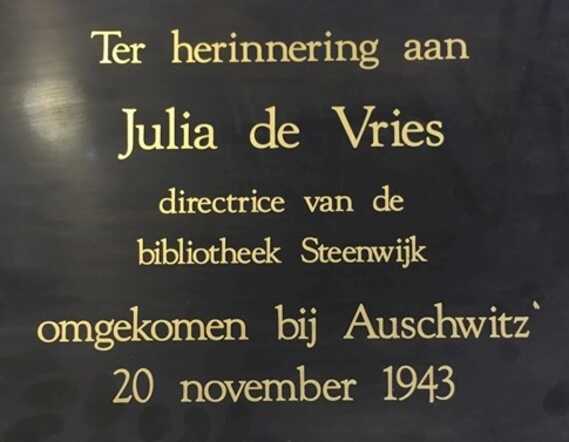 Ter herinnering aan
Julia de Vries
directrice van de
bibliotheek Steenwijk
omgekomen bij Auschwitz`
20 november 1943